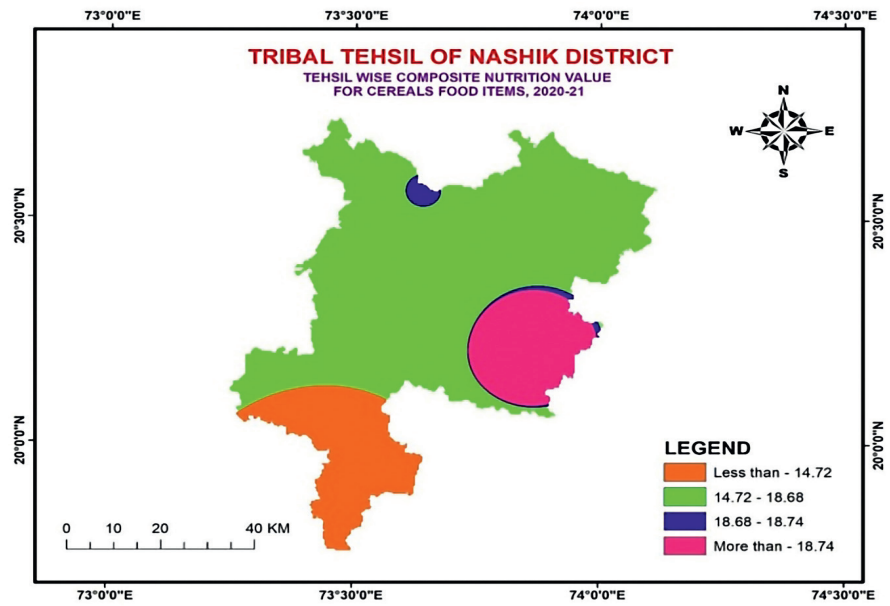 73°0'0"E 73°30'0"E 74°0'0"E 74°30'0"E
TRIBAL TEHSIL OF NASHIK DISTRICT
TEHSIL WISE COMPOSITE NUTRITION VALUE
FOR CEREALS FOOD ITEMS, 2020-21
N
W E
S
20°30'0"N 20°30'0"N
20°0'0"N 20°0'0"N
LEGEND
Less than - 14.72
14.72 - 18.68
18.68 - 18.74
More than - 18.74
0 10 20 40 KM
73°0'0"E 73°30'0"E 74°0'0"E 74°30'0"E